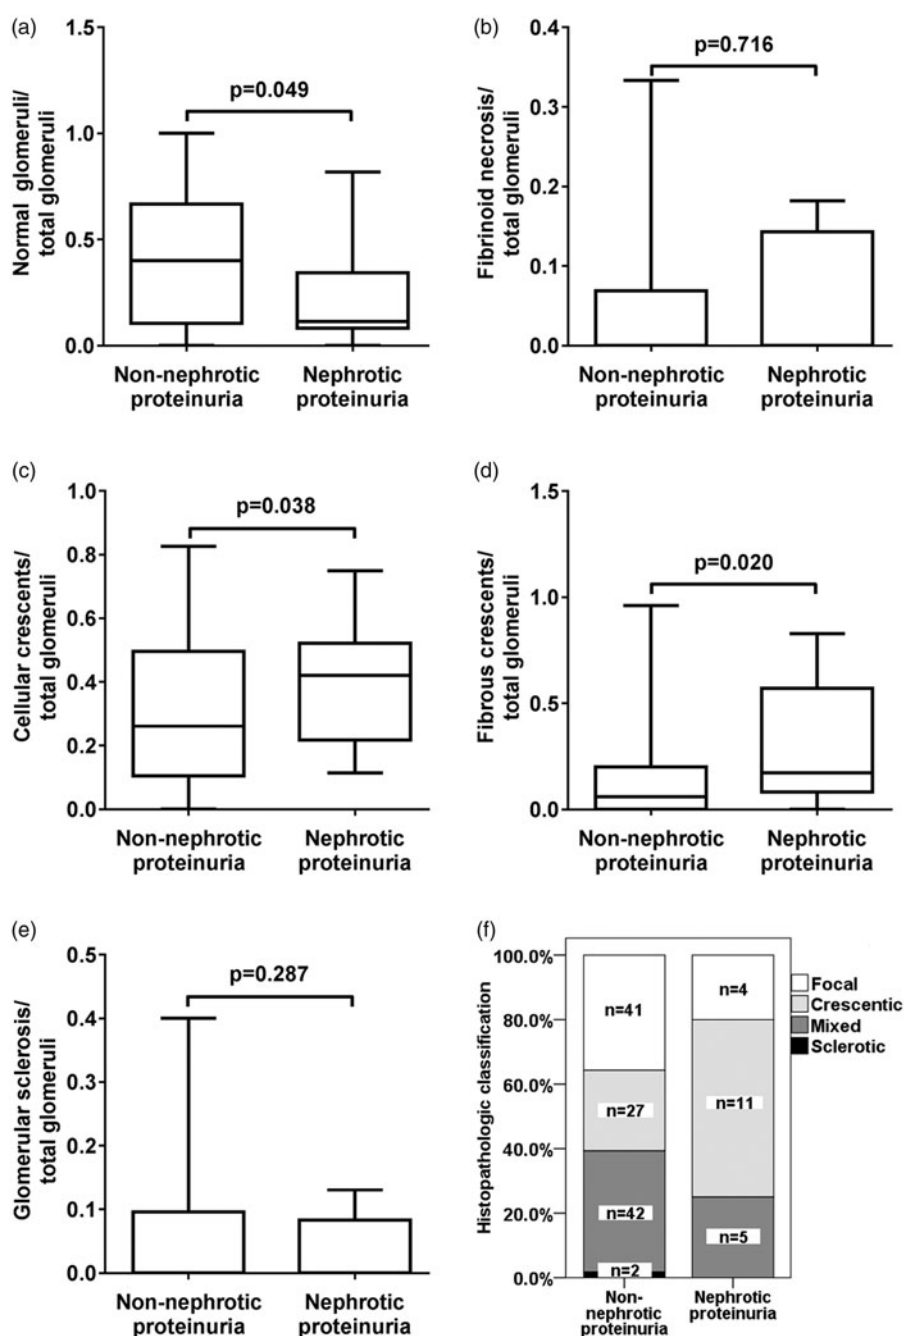 (a)
Normal glomeruli/
total glomeruli
1.5
1.0
0.5
0.0
p=0.049
Non-nephrotic
proteinuria
Nephrotic
proteinuria
(b)
Fibrinoid necrosis/
total glomeruli
0.4
0.3
0.2
0.1
0.0
p=0.716
Non-nephrotic
proteinuria
Nephrotic
proteinuria
(c)
Cellular crescents/
total glomeruli
1.0
0.8
0.6
0.4
0.2
0.0
p=0.038
Non-nephrotic
proteinuria
Nephrotic
proteinuria
(d)
Fibrous crescents/
total glomeruli
1.5
1.0
0.5
0.0
p=0.020
Non-nephrotic
proteinuria
Nephrotic
proteinuria
(e)
Glomerular sclerosis/
total glomeruli
0.5
0.4
0.3
0.2
0.1
0.0
p=0.287
Non-nephrotic
proteinuria
Nephrotic
proteinuria
(f)
Histopathologic classification
100.0%
80.0%
60.0%
40.0%
20.0%
0.0%
n=41
n=27
n=42
n=2
n=4
n=11
n=5
Non-
nephrotic
proteinuria
Nephrotic
proteinuria
Focal
Crescentic
Mixed
Sclerotic